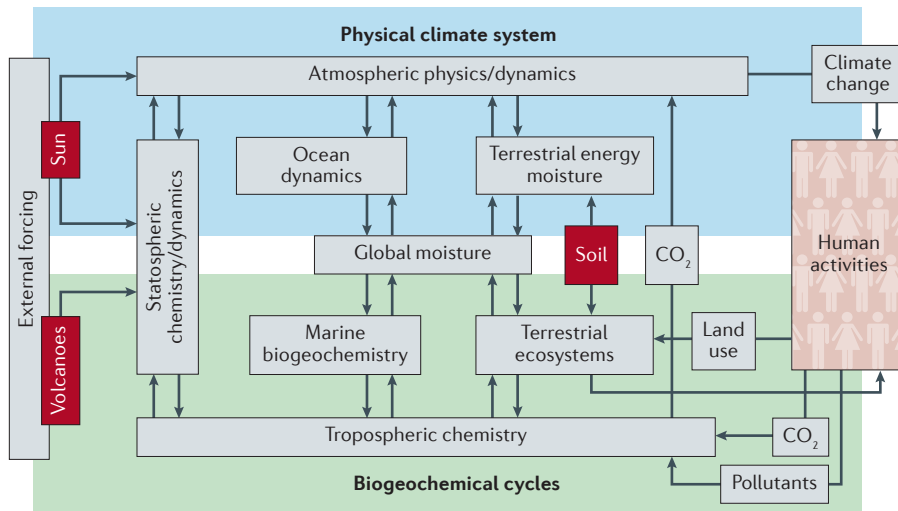 Physical climate system
Atmospheric physics/dynamics
Climate
change
External forcing
Sun
Volcanoes
Statospheric
chemistry/dynamics
Ocean
dynamics
Terrestrial energy
moisture
Global moisture
Soil
CO₂
Human
activities
Marine
biogeochemistry
Terrestrial
ecosystems
Land
use
Tropospheric chemistry
CO₂
Pollutants
Biogeochemical cycles